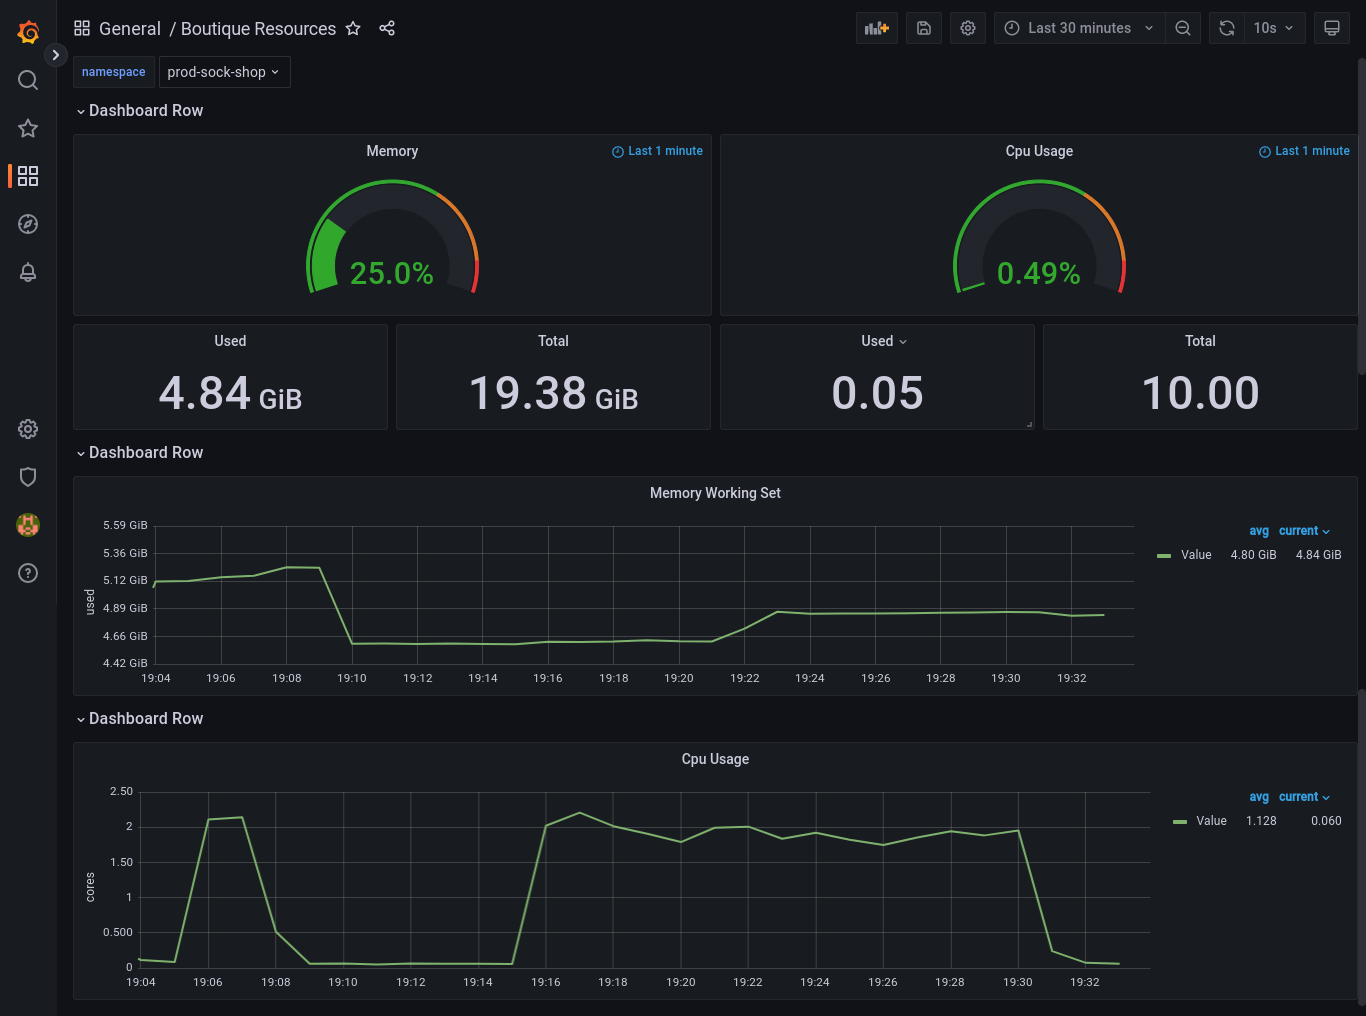 General / Boutique Resources
Last 30 minutes
10s
namespace
prod-sock-shop
Dashboard Row
Memory
Last 1 minute
25.0%
Cpu Usage
Last 1 minute
0.49%
Used
4.84 GiB
Total
19.38 GiB
Used
0.05
Total
10.00
Dashboard Row
Memory Working Set
used
5.59 GiB
5.36 GiB
5.12 GiB
4.89 GiB
4.66 GiB
4.42 GiB
19:04 19:06 19:08 19:10 19:12 19:14 19:16 19:18 19:20 19:22 19:24 19:26 19:28 19:30 19:32
avg current
Value 4.80 GiB 4.84 GiB
Dashboard Row
Cpu Usage
cores
2.50
2
1.50
1
0.500
0
19:04 19:06 19:08 19:10 19:12 19:14 19:16 19:18 19:20 19:22 19:24 19:26 19:28 19:30 19:32
avg current
Value 1.128 0.060